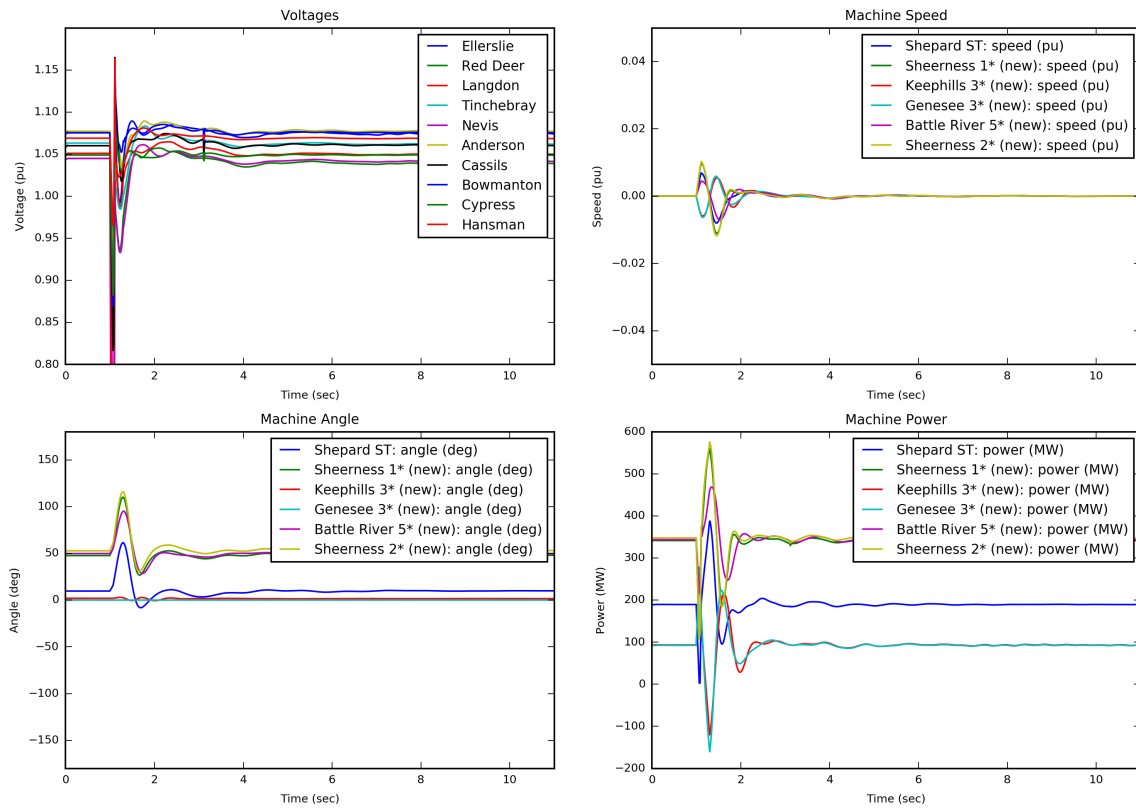 Voltages
1.15
1.10
1.05
1.00
0.95
0.90
0.85
0.80
Voltage (pu)
0
2
4
6
8
10
Time (sec)
Ellerslie
Red Deer
Langdon
Tinchebray
Nevis
Anderson
Cassils
Bowmanton
Cypress
Hansman
Machine Speed
0.04
0.02
0.00
−0.02
−0.04
Speed (pu)
0
2
4
6
8
10
Time (sec)
Shepard ST: speed (pu)
Sheerness 1* (new): speed (pu)
Keephills 3* (new): speed (pu)
Genesee 3* (new): speed (pu)
Battle River 5* (new): speed (pu)
Sheerness 2* (new): speed (pu)
Machine Angle
150
100
50
0
−50
−100
−150
Angle (deg)
0
2
4
6
8
10
Time (sec)
Shepard ST: angle (deg)
Sheerness 1* (new): angle (deg)
Keephills 3* (new): angle (deg)
Genesee 3* (new): angle (deg)
Battle River 5* (new): angle (deg)
Sheerness 2* (new): angle (deg)
Machine Power
600
500
400
300
200
100
0
−100
−200
Power (MW)
0
2
4
6
8
10
Time (sec)
Shepard ST: power (MW)
Sheerness 1* (new): power (MW)
Keephills 3* (new): power (MW)
Genesee 3* (new): power (MW)
Battle River 5* (new): power (MW)
Sheerness 2* (new): power (MW)